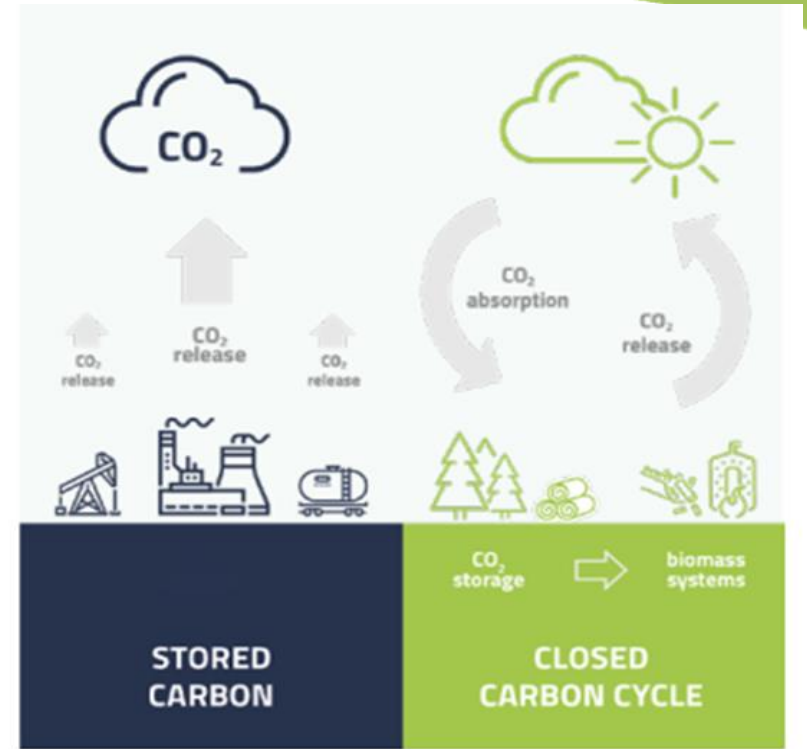 CO₂
CO₂
release
CO₂
release
CO₂
release
CO₂
absorption
CO₂
release
CO₂
storage
biomass
systems
STORED
CARBON
CLOSED
CARBON CYCLE